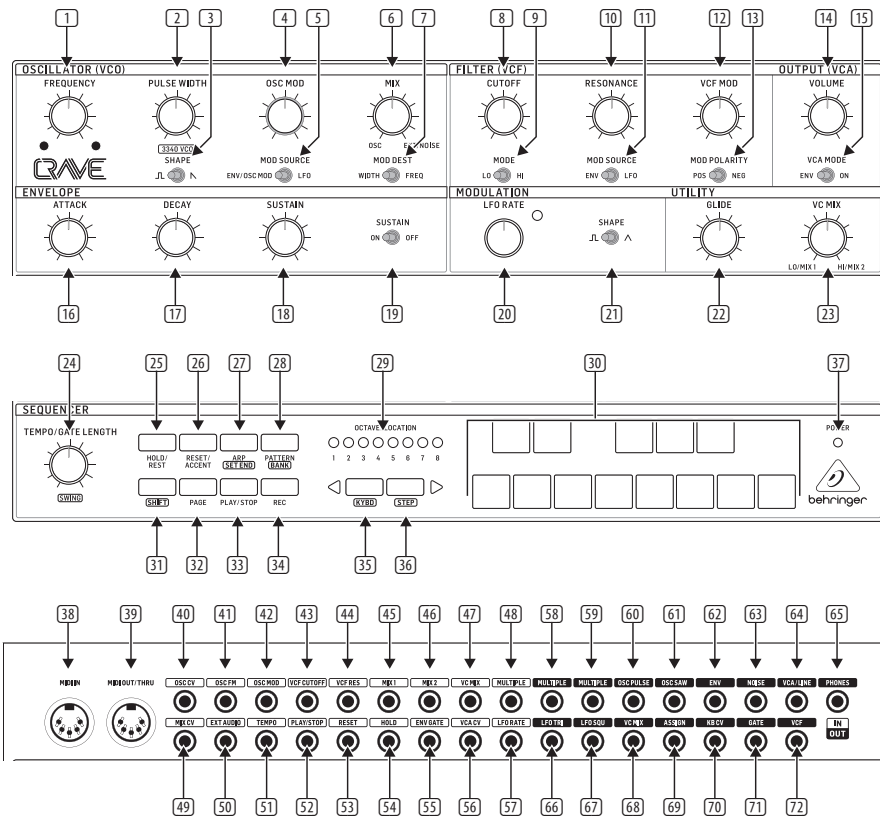 1 2 3 4 5 6 7 8 9 10 11 12 13 14 15
OSCILLATOR (VCO) FILTER (VCF) OUTPUT (VCA)
FREQUENCY PULSE WIDTH OSC MOD MIX CUTOFF RESONANCE VCF MOD VOLUME
OSC EXT/NOISE
3340 VCO
SHAPE MOD SOURCE MOD DEST MODE MOD SOURCE MOD POLARITY VCA MODE
CRAVE ENV/OSC MOD LFO WIDTH FREQ LO HI ENV LFO POS NEG ENV ON
ENVELOPE MODULATION UTILITY
ATTACK DECAY SUSTAIN LFO RATE GLIDE VC MIX
SUSTAIN SHAPE
ON OFF
LO/MIX 1 HI/MIX 2
16 17 18 19 20 21 22 23
24 25 26 27 28 29 30 37
SEQUENCER
TEMPO/GATE LENGTH OCTAVE LOCATION POWER
1 2 3 4 5 6 7 8
HOLD/ REST RESET/ ACCENT ARP SET END PATTERN BANK
SWING SHIFT PAGE PLAY/STOP REC KYBD STEP behringer
31 32 33 34 35 36
38 39 40 41 42 43 44 45 46 47 48 58 59 60 61 62 63 64 65
MIDI IN MIDI OUT/THRU OSC CV OSC FM OSC MOD VCF CUTOFF VCF RES MIX 1 MIX 2 VC MIX MULTIPLE MULTIPLE MULTIPLE OSC PULSE OSC SAW ENV NOISE VCA/LINE PHONES
MIX CV EXT AUDIO TEMPO PLAY/STOP RESET HOLD ENV GATE VCA CV LFO RATE LFO TRI LFO SQU VC MIX ASSIGN KB CV GATE VCF IN
OUT
49 50 51 52 53 54 55 56 57 66 67 68 69 70 71 72